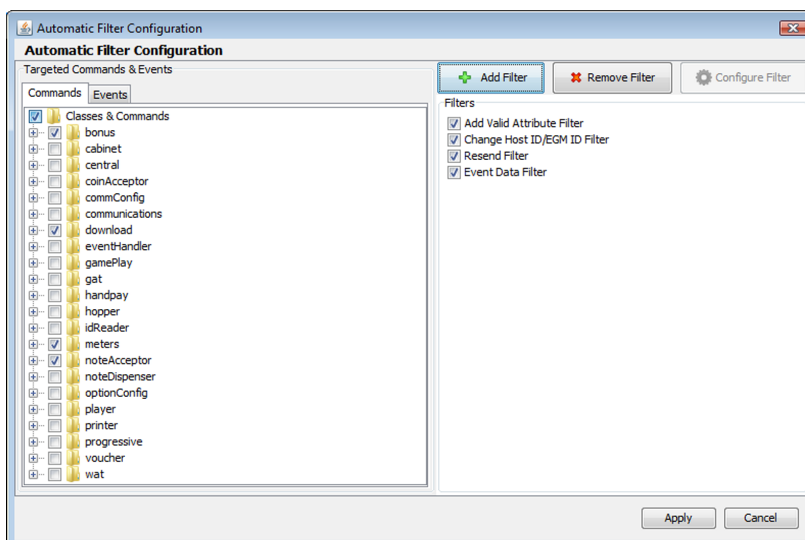 Automatic Filter Configuration
Automatic Filter Configuration
Targeted Commands & Events
Commands Events
Classes & Commands
bonus
cabinet
central
coinAcceptor
commConfig
communications
download
eventHandler
gamePlay
gat
handpay
hopper
idReader
meters
noteAcceptor
noteDispenser
optionConfig
player
printer
progressive
voucher
wat
Add Filter Remove Filter Configure Filter
Filters
Add Valid Attribute Filter
Change Host ID/EGM ID Filter
Resend Filter
Event Data Filter
Apply Cancel